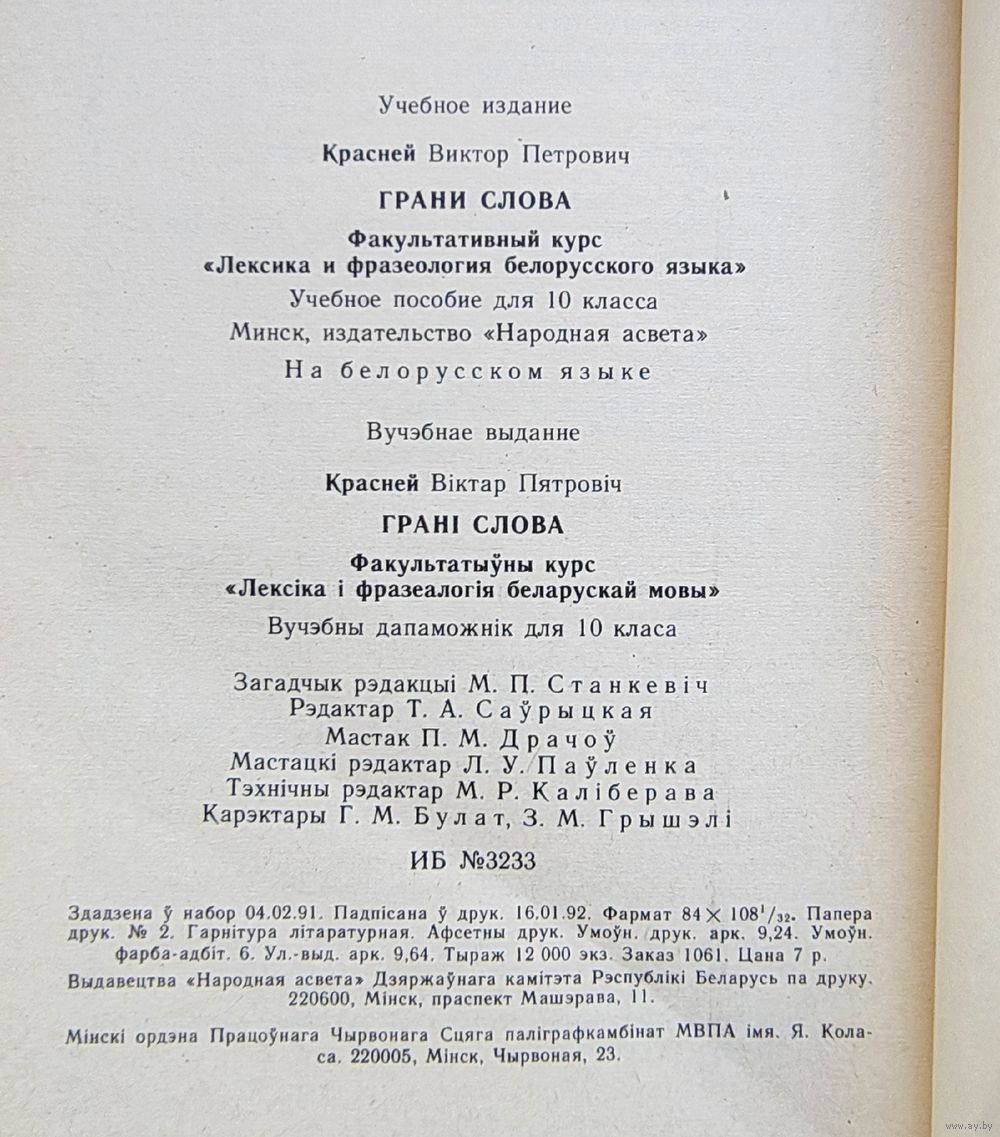 Учебное издание
Красней Виктор Петрович
ГРАНИ СЛОВА
Факультативный курс
«Лексика и фразеология белорусского языка»
Учебное пособие для 10 класса
Минск, издательство «Народная асвета»
На белорусском языке
Вучэбнае выданне
Красней Віктар Пятровіч
ГРАНІ СЛОВА
Факультатыўны курс
«Лексіка і фразеалогія беларускай мовы»
Вучэбны дапаможнік для 10 класа
Загадчык рэдакцыі М. П. Станкевіч
Рэдактар Т. А. Саўрыцкая
Мастак П. М. Драчоў
Мастацкі рэдактар Л. У. Паўленка
Тэхнічны рэдактар М. Р. Каліберава
Карэктары Г. М. Булат, З. М. Грышэлі
ИБ №3233
Здадзена ў набор 04.02.91. Падпісана ў друк. 16.01.92. Фармат 84 × 108¹/₃₂. Папера
друк. № 2. Гарнітура літаратурная. Афсетны друк. Умоўн. друк. арк. 9,24. Умоўн.
фарба-адбіт. 6. Ул.-выд. арк. 9,64. Тыраж 12 000 экз. Заказ 1061. Цана 7 р.
Выдавецтва «Народная асвета» Дзяржаўнага камітэта Рэспублікі Беларусь па друку.
220600, Мінск, праспект Машэрава, 11.
Мінскі ордэна Працоўнага Чырвонага Сцяга паліграфкамбінат МВПА імя. Я. Кола-
са. 220005, Мінск, Чырвоная, 23.
www.ay.by